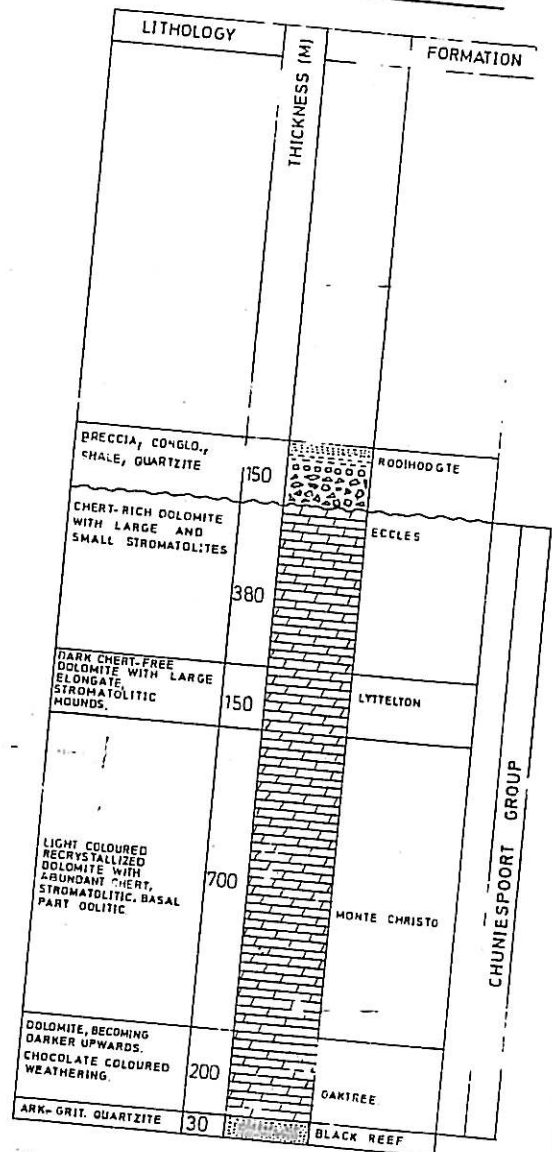 LITHOLOGY
THICKNESS (M)
FORMATION
BRECCIA, CONGLO.,
SHALE, QUARTZITE
150
ROOIHOOGTE
CHERT-RICH DOLOMITE
WITH LARGE AND
SMALL STROMATOLITES
380
ECCLES
DARK CHERT-FREE
DOLOMITE WITH LARGE
ELONGATE,
STROMATOLITIC
MOUNDS.
150
LYTTELTON
LIGHT COLOURED
RECRYSTALLIZED
DOLOMITE WITH
ABUNDANT CHERT,
STROMATOLITIC. BASAL
PART OOLITIC
700
MONTE CHRISTO
DOLOMITE, BECOMING
DARKER UPWARDS.
CHOCOLATE COLOURED
WEATHERING.
200
OAKTREE
ARK-GRIT. QUARTZITE
30
BLACK REEF
CHUNIESPOORT GROUP